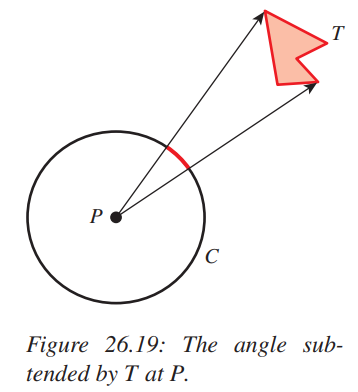 T
P
C
Figure 26.19: The angle sub-
tended by T at P.